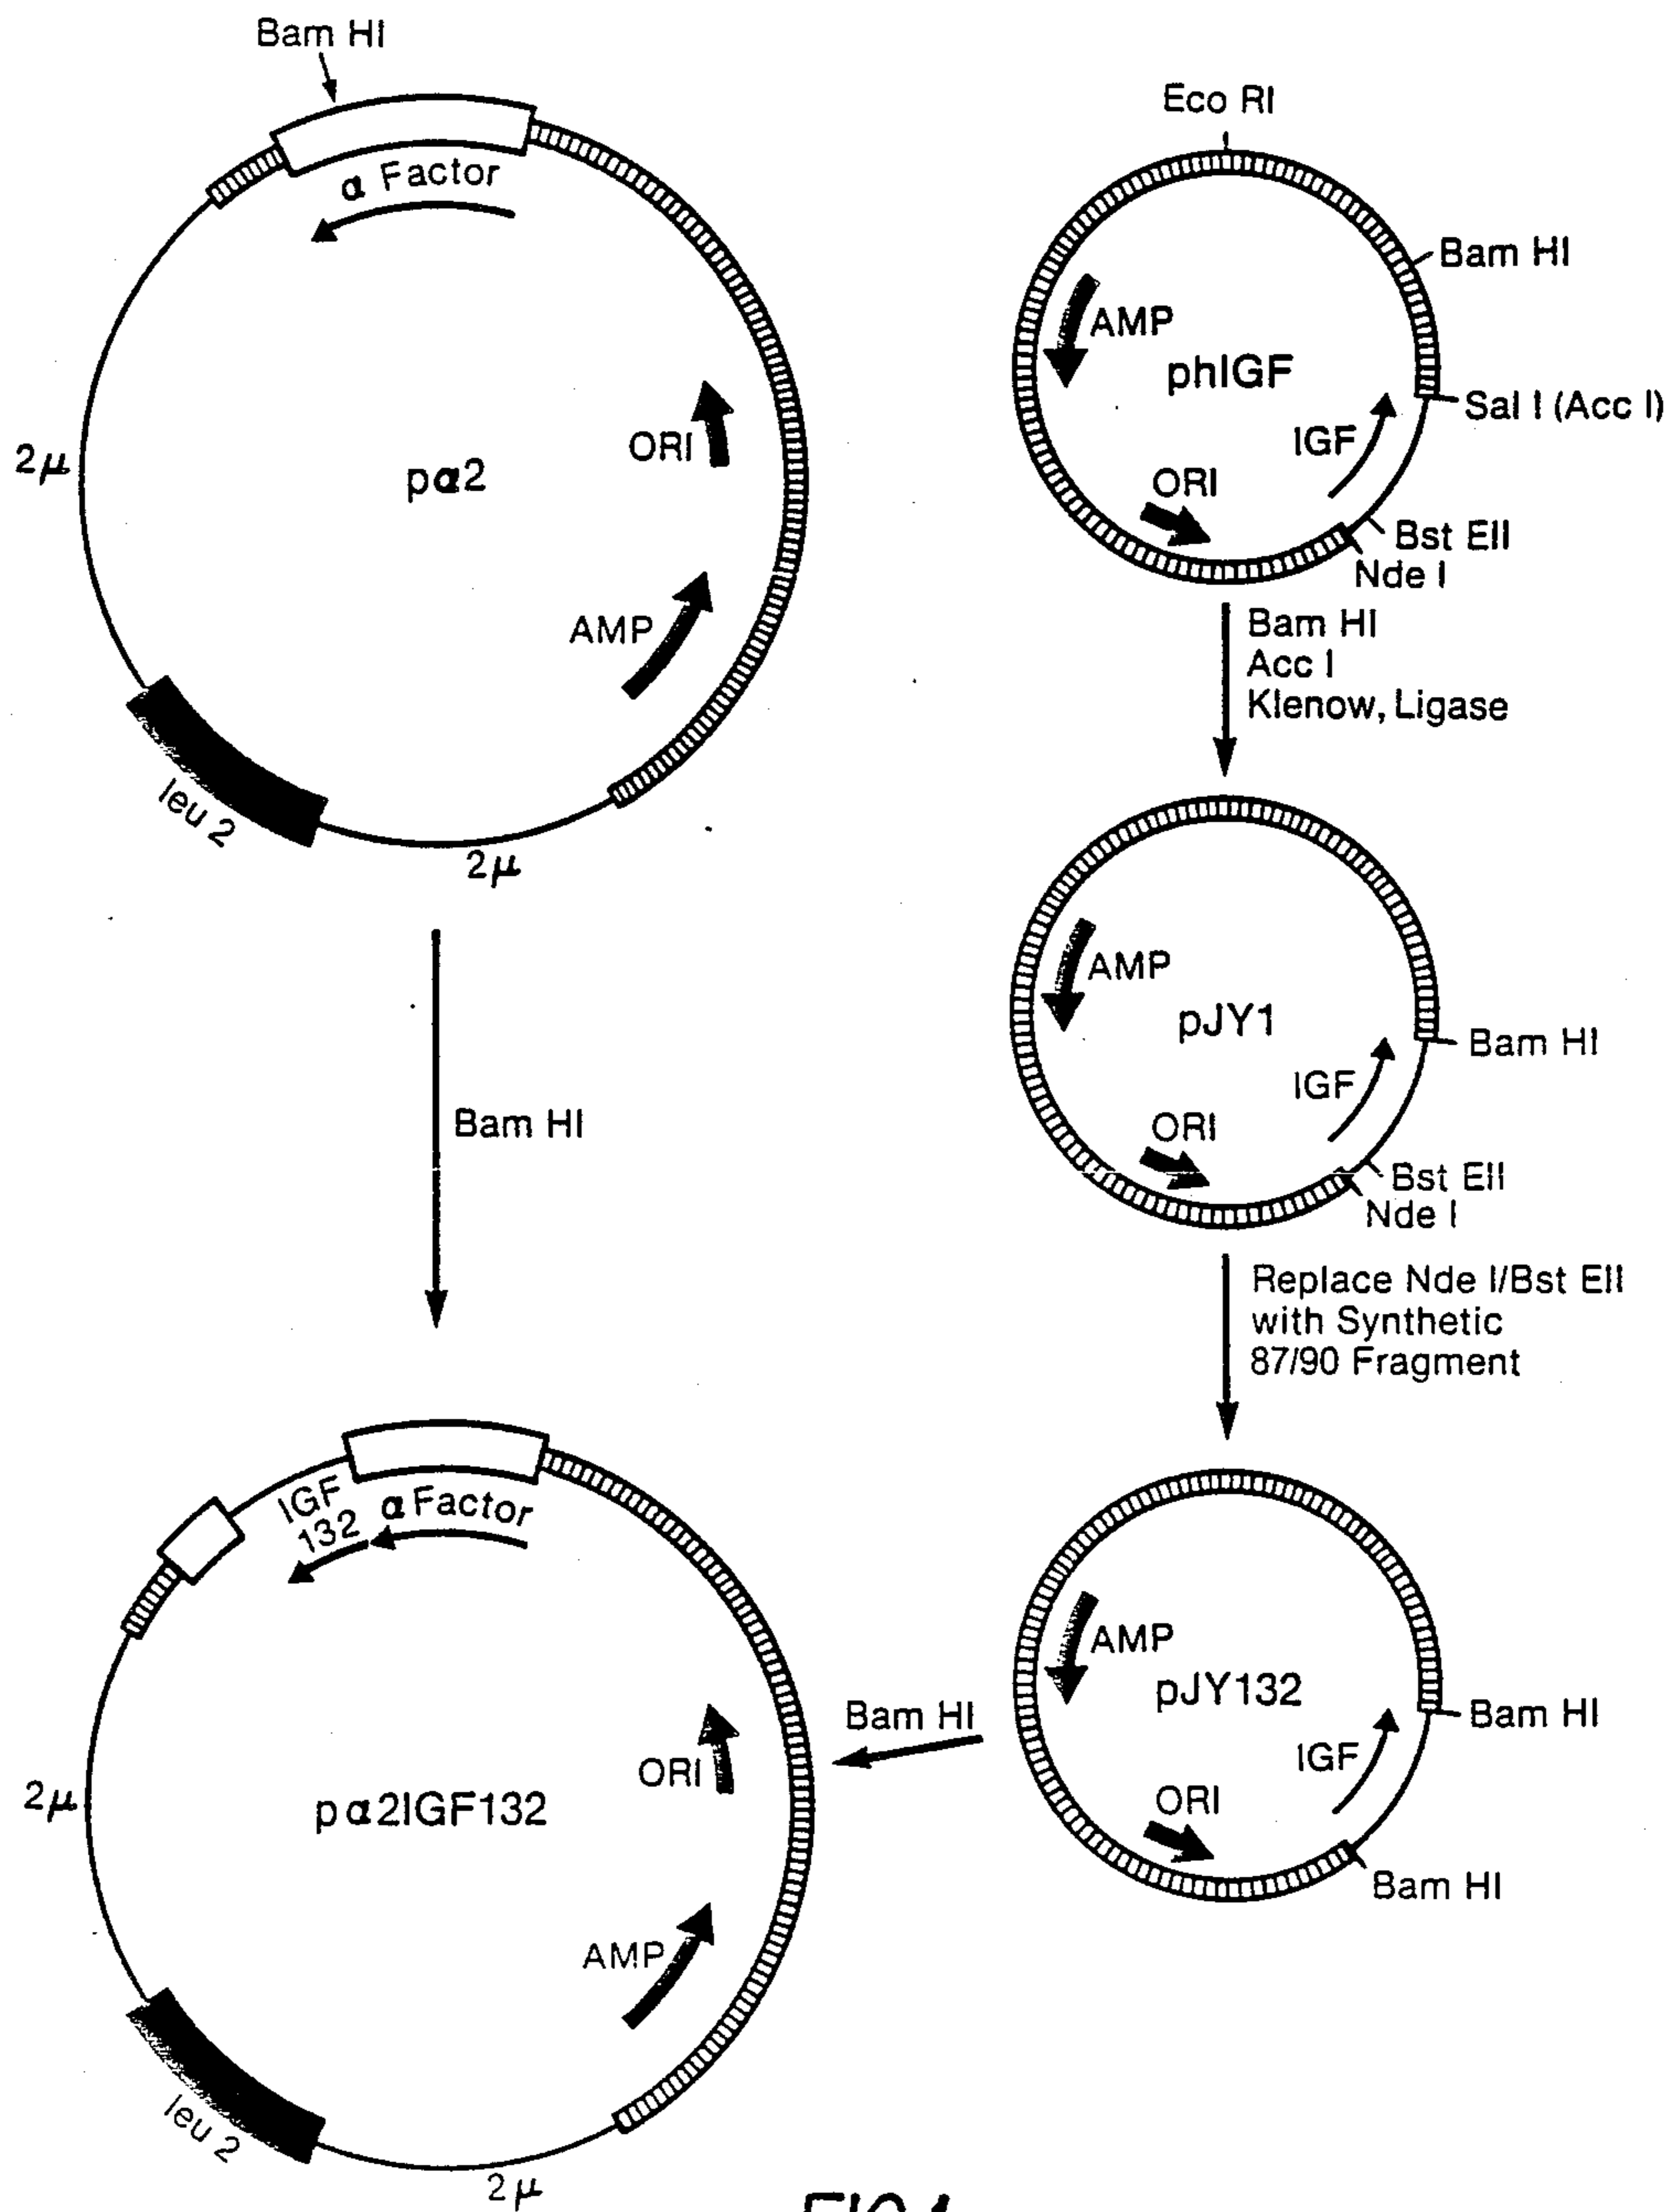 Bam HI
α Factor
ORI
2μ
pα2
AMP
leu 2
2μ
Bam HI
Eco RI
Bam HI
AMP
phIGF
Sal I (Acc I)
IGF
ORI
Bst EII
Nde I
Bam HI
Acc I
Klenow, Ligase
AMP
pJY1
Bam HI
IGF
ORI
Bst EII
Nde I
Replace Nde I/Bst EII
with Synthetic
87/90 Fragment
IGF
132
α Factor
ORI
2μ
pα2IGF132
AMP
leu 2
2μ
Bam HI
AMP
pJY132
Bam HI
IGF
ORI
Bam HI